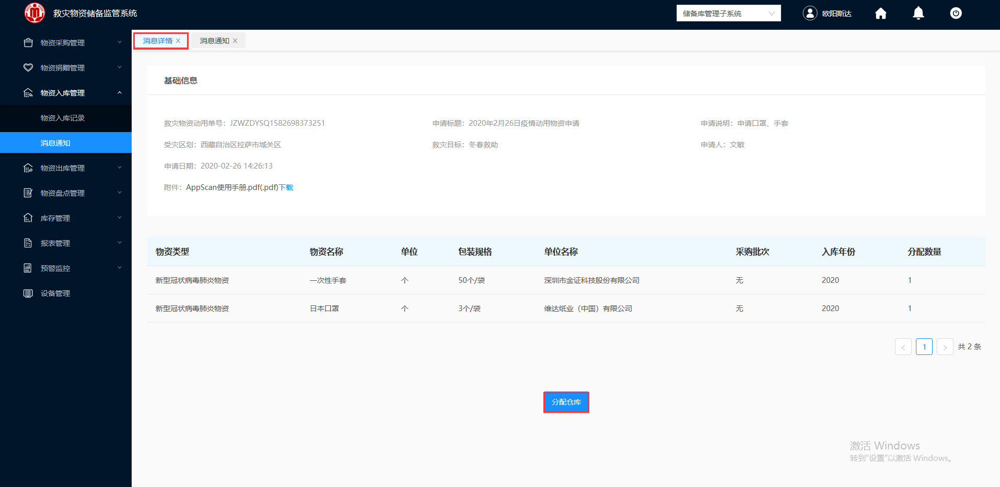 救灾物资储备监管系统
储备库管理子系统
欧阳斯达
物资采购管理
物资捐赠管理
物资入库管理
物资入库记录
消息通知
物资出库管理
物资盘点管理
库存管理
报表管理
预警监控
设备管理
消息详情 消息通知
基础信息
救灾物资动用单号：JZWZDYSQ1582698373251 申请标题：2020年2月26日疫情动用物资申请 申请说明：申请口罩、手套
受灾区划：西藏自治区拉萨市城关区 救灾目标：冬春救助 申请人：文敏
申请日期：2020-02-26 14:26:13
附件：AppScan使用手册.pdf(.pdf)下载
物资类型 物资名称 单位 包装规格 单位名称 采购批次 入库年份 分配数量
新型冠状病毒肺炎物资 一次性手套 个 50个/袋 深圳市金证科技股份有限公司 无 2020 1
新型冠状病毒肺炎物资 日本口罩 个 3个/袋 维达纸业（中国）有限公司 无 2020 1
< 1 > 共 2 条
分配仓库
激活 Windows
转到"设置"以激活 Windows。